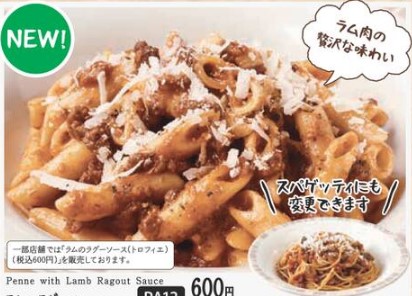 NEW!
ラム肉の
贅沢な味わい
スパゲッティにも
変更できます
一部店舗では「ラムのラグーソース(トロフィエ)
(税込600円)」を販売しております。
Penne with Lamb Ragout Sauce
PA12 600円